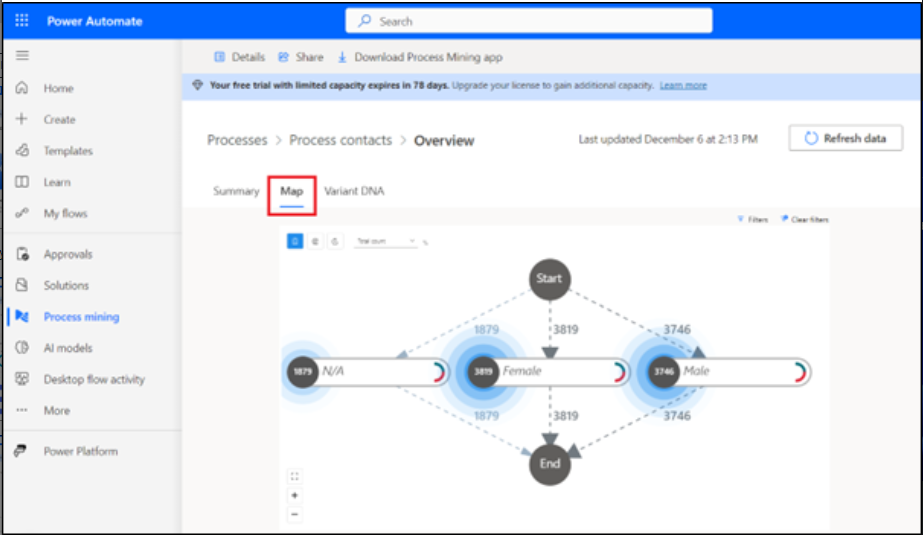 Power Automate
Search
Details Share Download Process Mining app
Your free trial with limited capacity expires in 78 days. Upgrade your license to gain additional capacity. Learn more
Home
Create
Templates
Learn
My flows
Approvals
Solutions
Process mining
AI models
Desktop flow activity
More
Power Platform
Processes > Process contacts > Overview
Last updated December 6 at 2:13 PM
Refresh data
Summary Map Variant DNA
Filters Clear filters
Total count
Start
1879 3819 3746
1879 N/A 3819 Female 3746 Male
1879 3819 3746
End